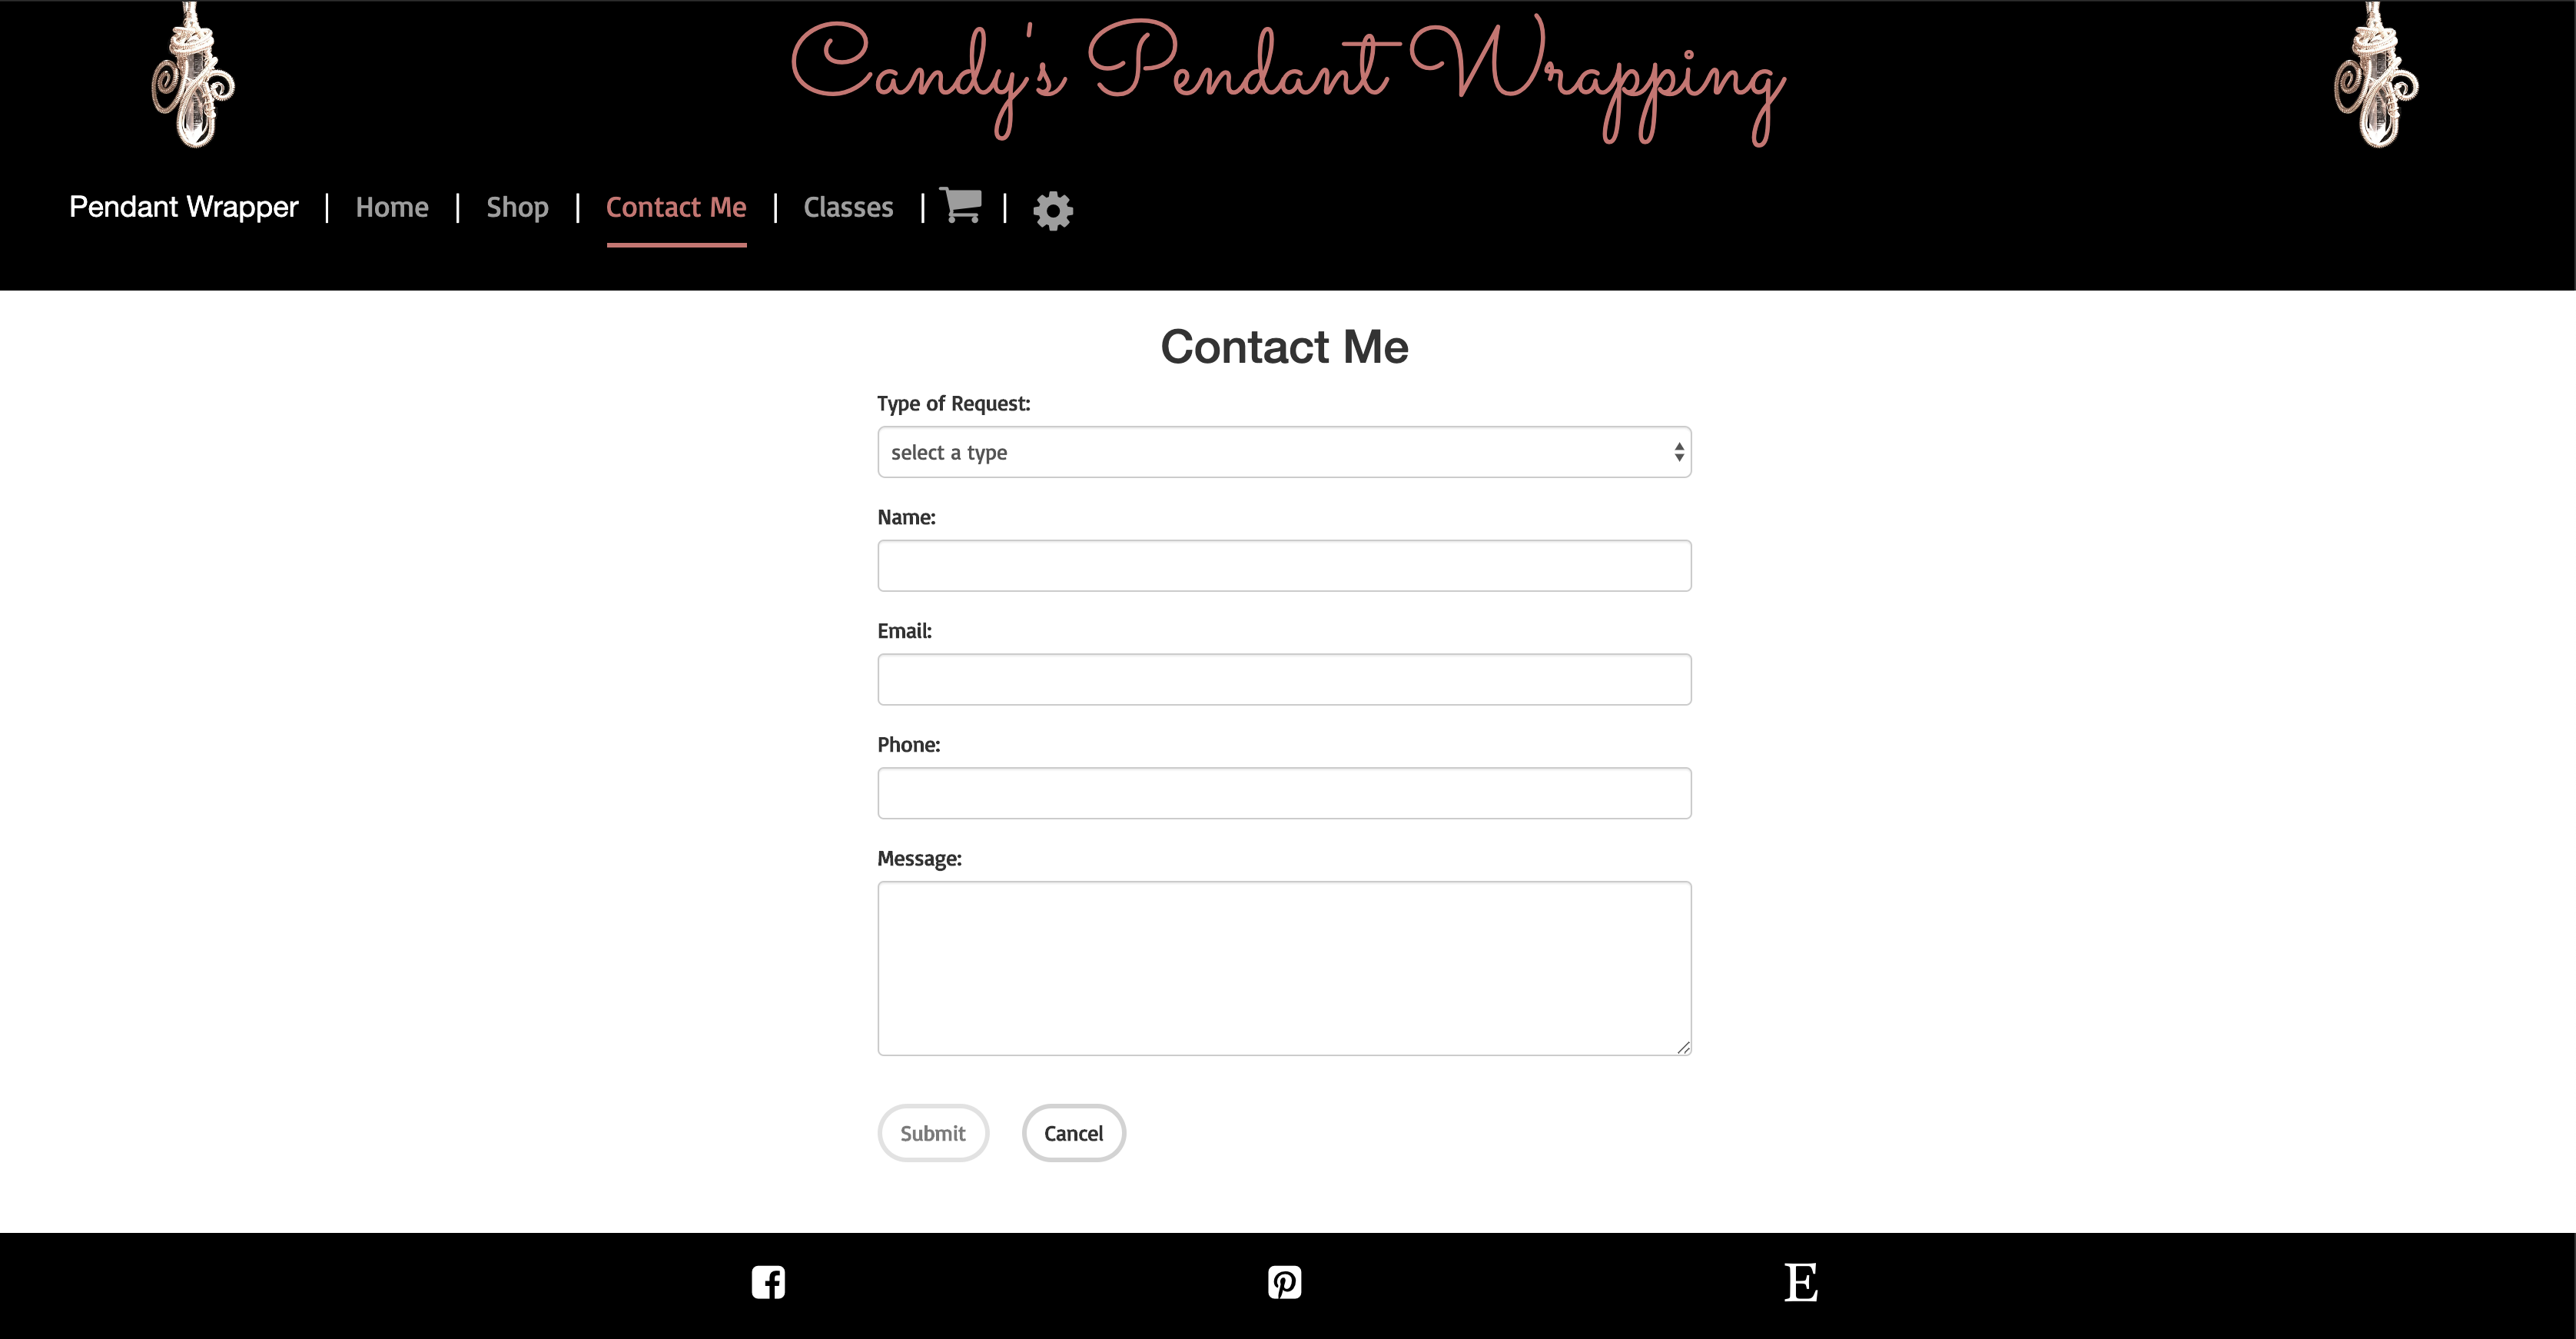 Candy's Pendant Wrapping
Pendant Wrapper | Home | Shop | Contact Me | Classes | |
Contact Me
Type of Request:
select a type
Name:
Email:
Phone:
Message:
Submit Cancel
E